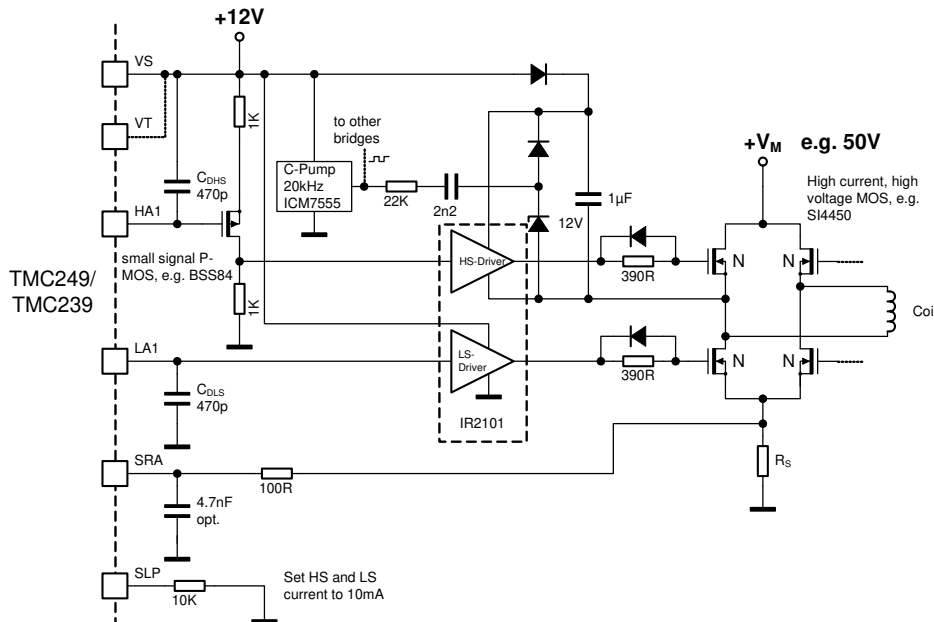 +12V
VS
VT
1K
to other
bridges
C-Pump
20kHz
ICM7555
22K
2n2
12V
1µF
+VM e.g. 50V
High current, high
voltage MOS, e.g.
SI4450
CDHS
470p
HA1
small signal P-
MOS, e.g. BSS84
TMC249/
TMC239
1K
HS-Driver
390R
N
N
Coi
LA1
LS-
Driver
390R
N
N
IR2101
CDLS
470p
SRA
100R
RS
4.7nF
opt.
SLP
10K
Set HS and LS
current to 10mA